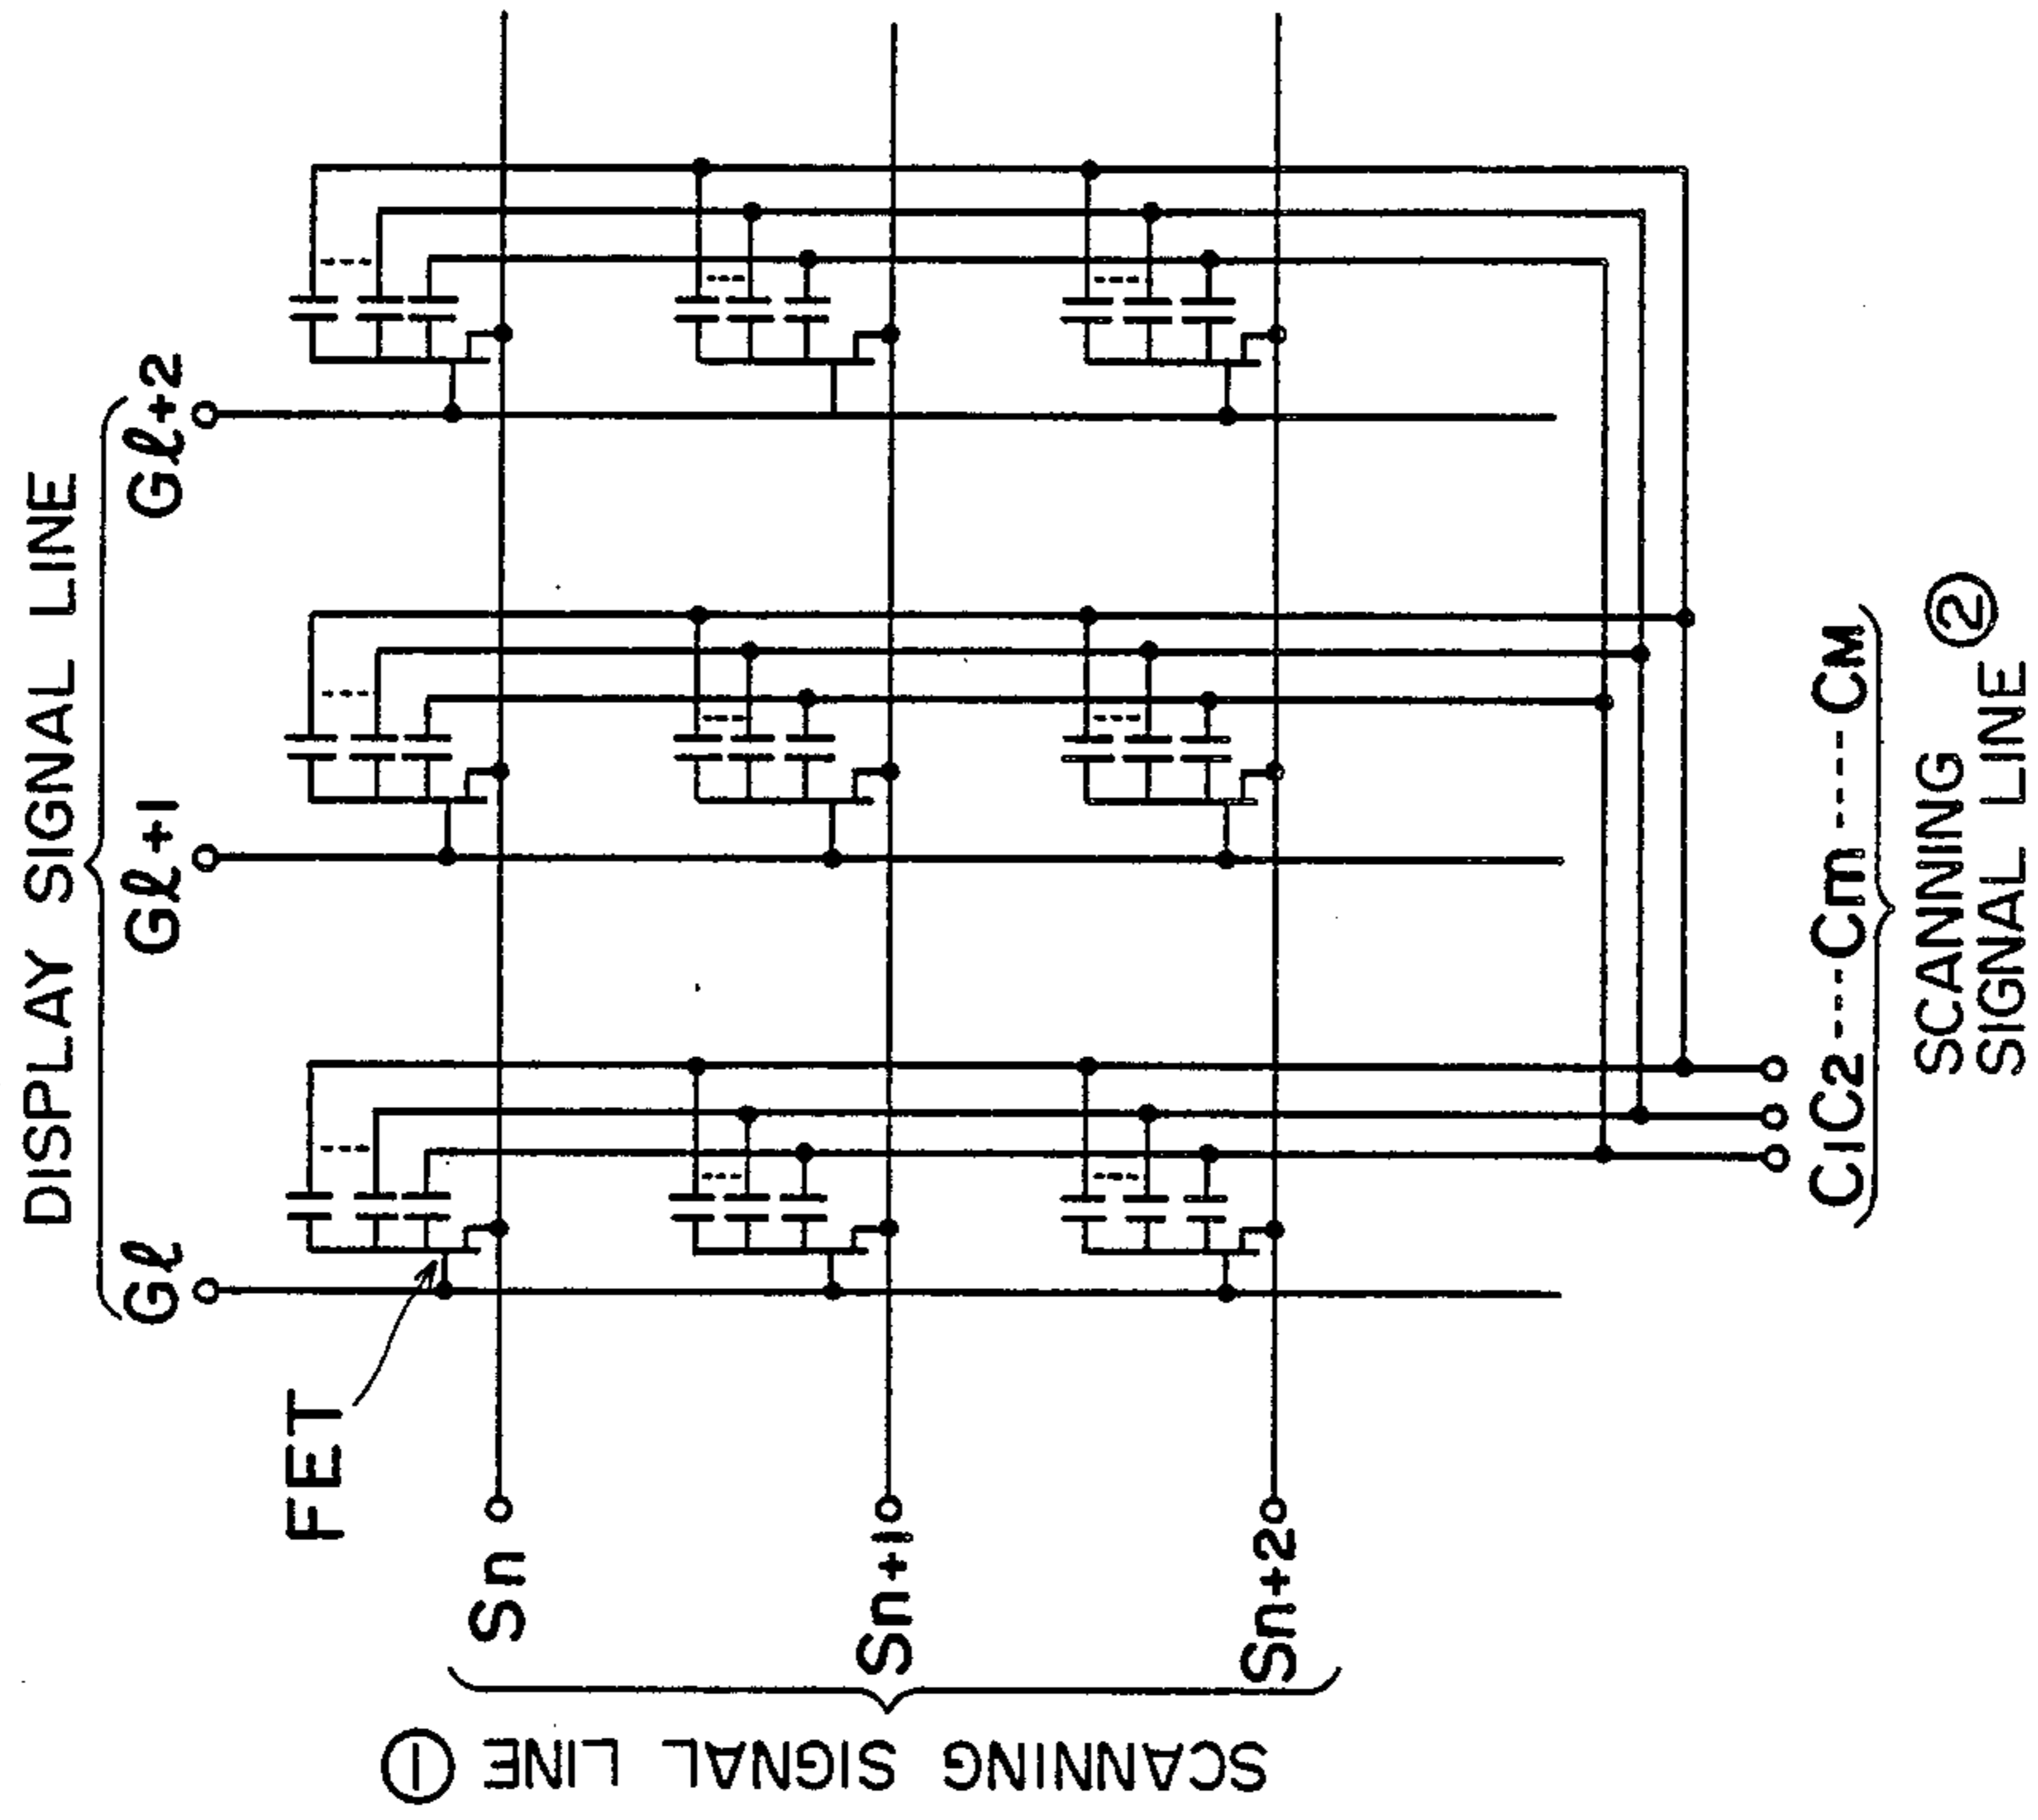 DISPLAY SIGNAL LINE
Gℓ
Gℓ+1
Gℓ+2
FET
Sn
Sn+1
Sn+2
SCANNING SIGNAL LINE ①
C1C2---Cm-----CM
SCANNING
SIGNAL LINE ②